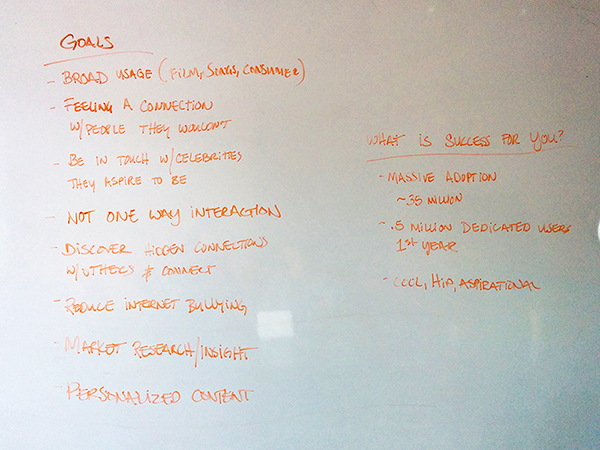 GOALS
- BROAD USAGE (FILM, SONGS, CONSUMER)
- FEELING A CONNECTION
W/PEOPLE THEY WOULDN'T
- BE IN TOUCH W/CELEBRITIES
THEY ASPIRE TO BE
- NOT ONE WAY INTERACTION
- DISCOVER HIDDEN CONNECTIONS
W/OTHERS & CONNECT
- REDUCE INTERNET BULLYING
- MARKET RESEARCH/INSIGHT
- PERSONALIZED CONTENT
WHAT IS SUCCESS FOR YOU?
- MASSIVE ADOPTION
~35 MILLION
- .5 MILLION DEDICATED USERS
1st YEAR
- COOL, HIP, ASPIRATIONAL